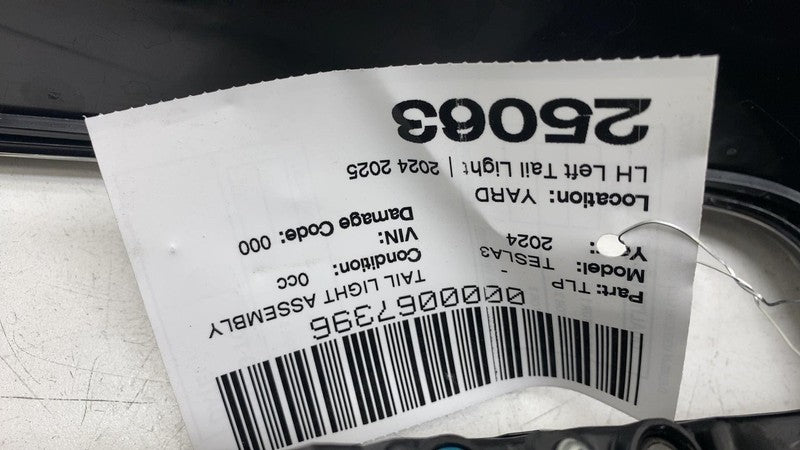 0000067396
Part: TLP - TAIL LIGHT ASSEMBLY
Model: TESLA3 Condition: 0cc
2024 VIN:
Location: YARD Damage Code: 000
LH Left Tail Light | 2024 2025
25063